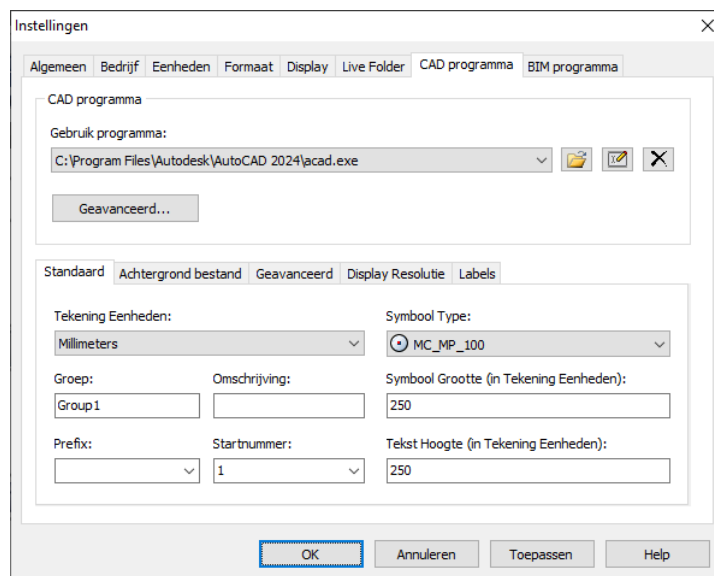 Instellingen
Algemeen Bedrijf Eenheden Formaat Display Live Folder CAD programma BIM programma
CAD programma
Gebruik programma:
C:\Program Files\Autodesk\AutoCAD 2024\acad.exe
Geavanceerd...
Standaard Achtergrond bestand Geavanceerd Display Resolutie Labels
Tekening Eenheden: Symbool Type:
Millimeters MC_MP_100
Groep: Omschrijving: Symbool Grootte (in Tekening Eenheden):
Group1 250
Prefix: Startnummer: Tekst Hoogte (in Tekening Eenheden):
1 250
OK Annuleren Toepassen Help